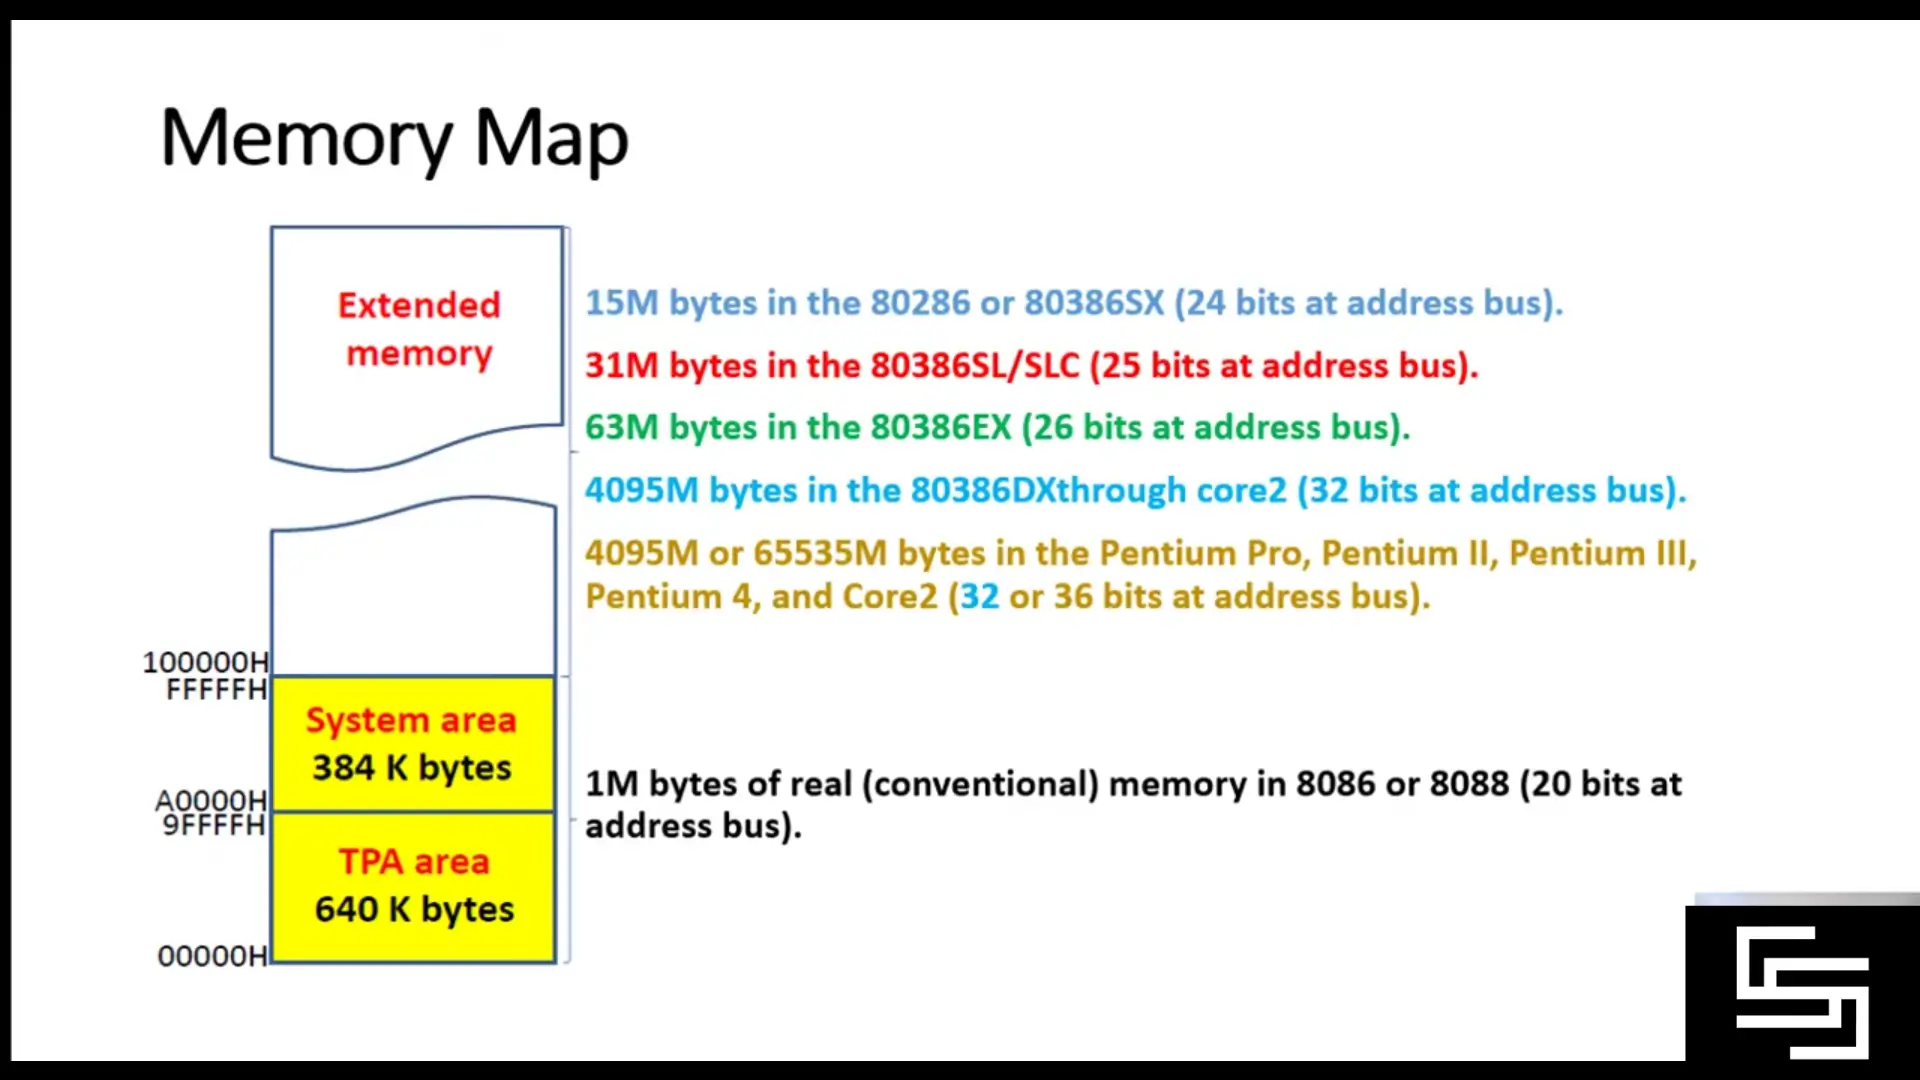 Memory Map
Extended
memory
15M bytes in the 80286 or 80386SX (24 bits at address bus).
31M bytes in the 80386SL/SLC (25 bits at address bus).
63M bytes in the 80386EX (26 bits at address bus).
4095M bytes in the 80386DXthrough core2 (32 bits at address bus).
4095M or 65535M bytes in the Pentium Pro, Pentium II, Pentium III,
Pentium 4, and Core2 (32 or 36 bits at address bus).
100000H
FFFFFH
System area
384 K bytes
A0000H
9FFFFH
1M bytes of real (conventional) memory in 8086 or 8088 (20 bits at
address bus).
TPA area
640 K bytes
00000H